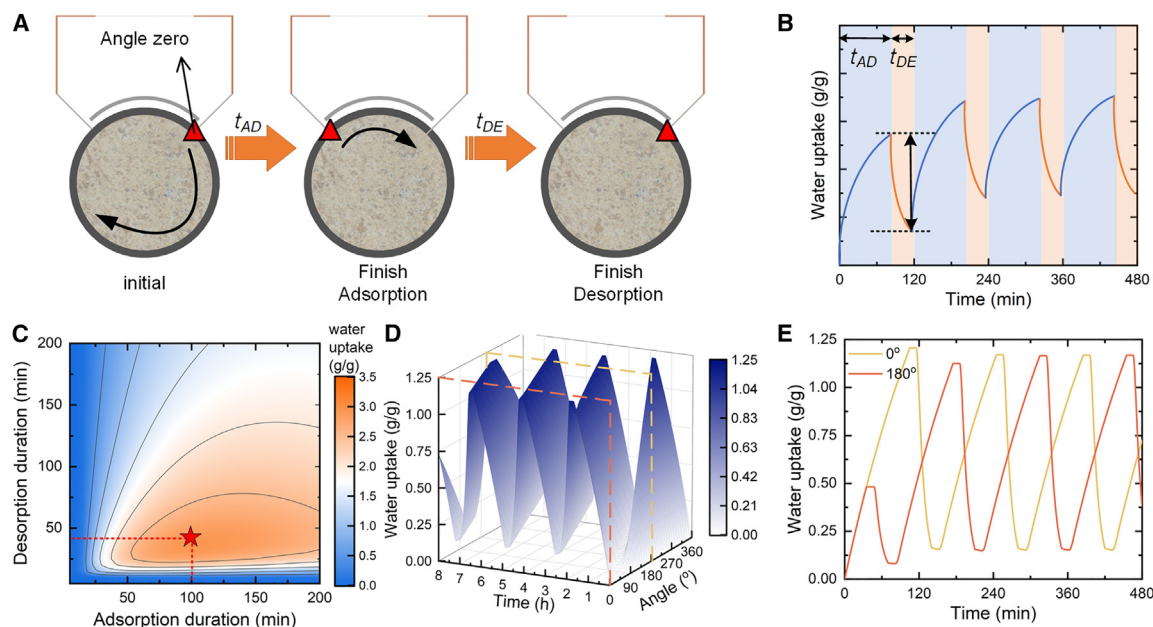 A
Angle zero
t_AD
t_DE
initial
Finish
Adsorption
Finish
Desorption
B
Water uptake (g/g)
t_AD
t_DE
0
120
240
360
480
Time (min)
C
Desorption duration (min)
200
150
100
50
50
100
150
200
Adsorption duration (min)
water
uptake
(g/g)
3.5
3.0
2.5
2.0
1.5
1.0
0.5
0.0
D
Water uptake (g/g)
1.25
1.00
0.75
0.50
0.25
0.00
8
7
6
5
4
3
2
1
0
Time (h)
90
180
270
360
Angle (°)
1.25
1.04
0.83
0.62
0.42
0.21
0.00
E
Water uptake (g/g)
1.25
1.00
0.75
0.50
0.25
0.00
0°
180°
0
120
240
360
480
Time (min)